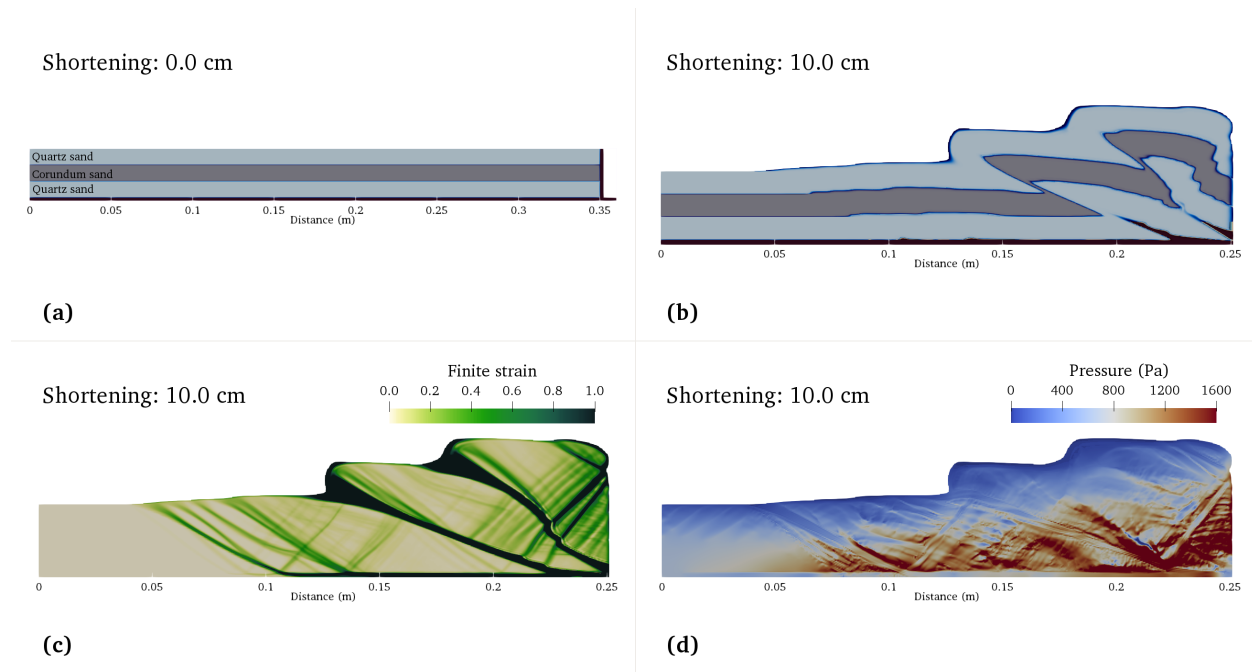 Shortening: 0.0 cm
Quartz sand
Corundum sand
Quartz sand
0 0.05 0.1 0.15 0.2 0.25 0.3 0.35
Distance (m)
(a)
Shortening: 10.0 cm
0 0.05 0.1 0.15 0.2 0.25
Distance (m)
(b)
Finite strain
Shortening: 10.0 cm
0.0 0.2 0.4 0.6 0.8 1.0
0 0.05 0.1 0.15 0.2 0.25
Distance (m)
(c)
Pressure (Pa)
Shortening: 10.0 cm
0 400 800 1200 1600
0 0.05 0.1 0.15 0.2 0.25
Distance (m)
(d)